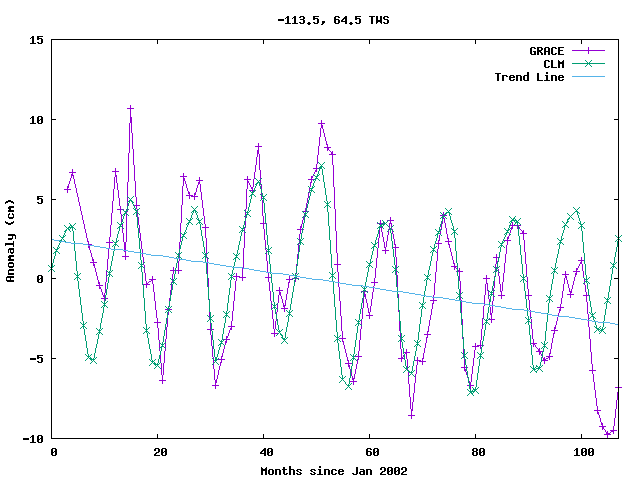 -113.5, 64.5 TWS
GRACE
CLM
Trend Line
15
10
5
0
-5
-10
Anomaly (cm)
0 20 40 60 80 100
Months since Jan 2002